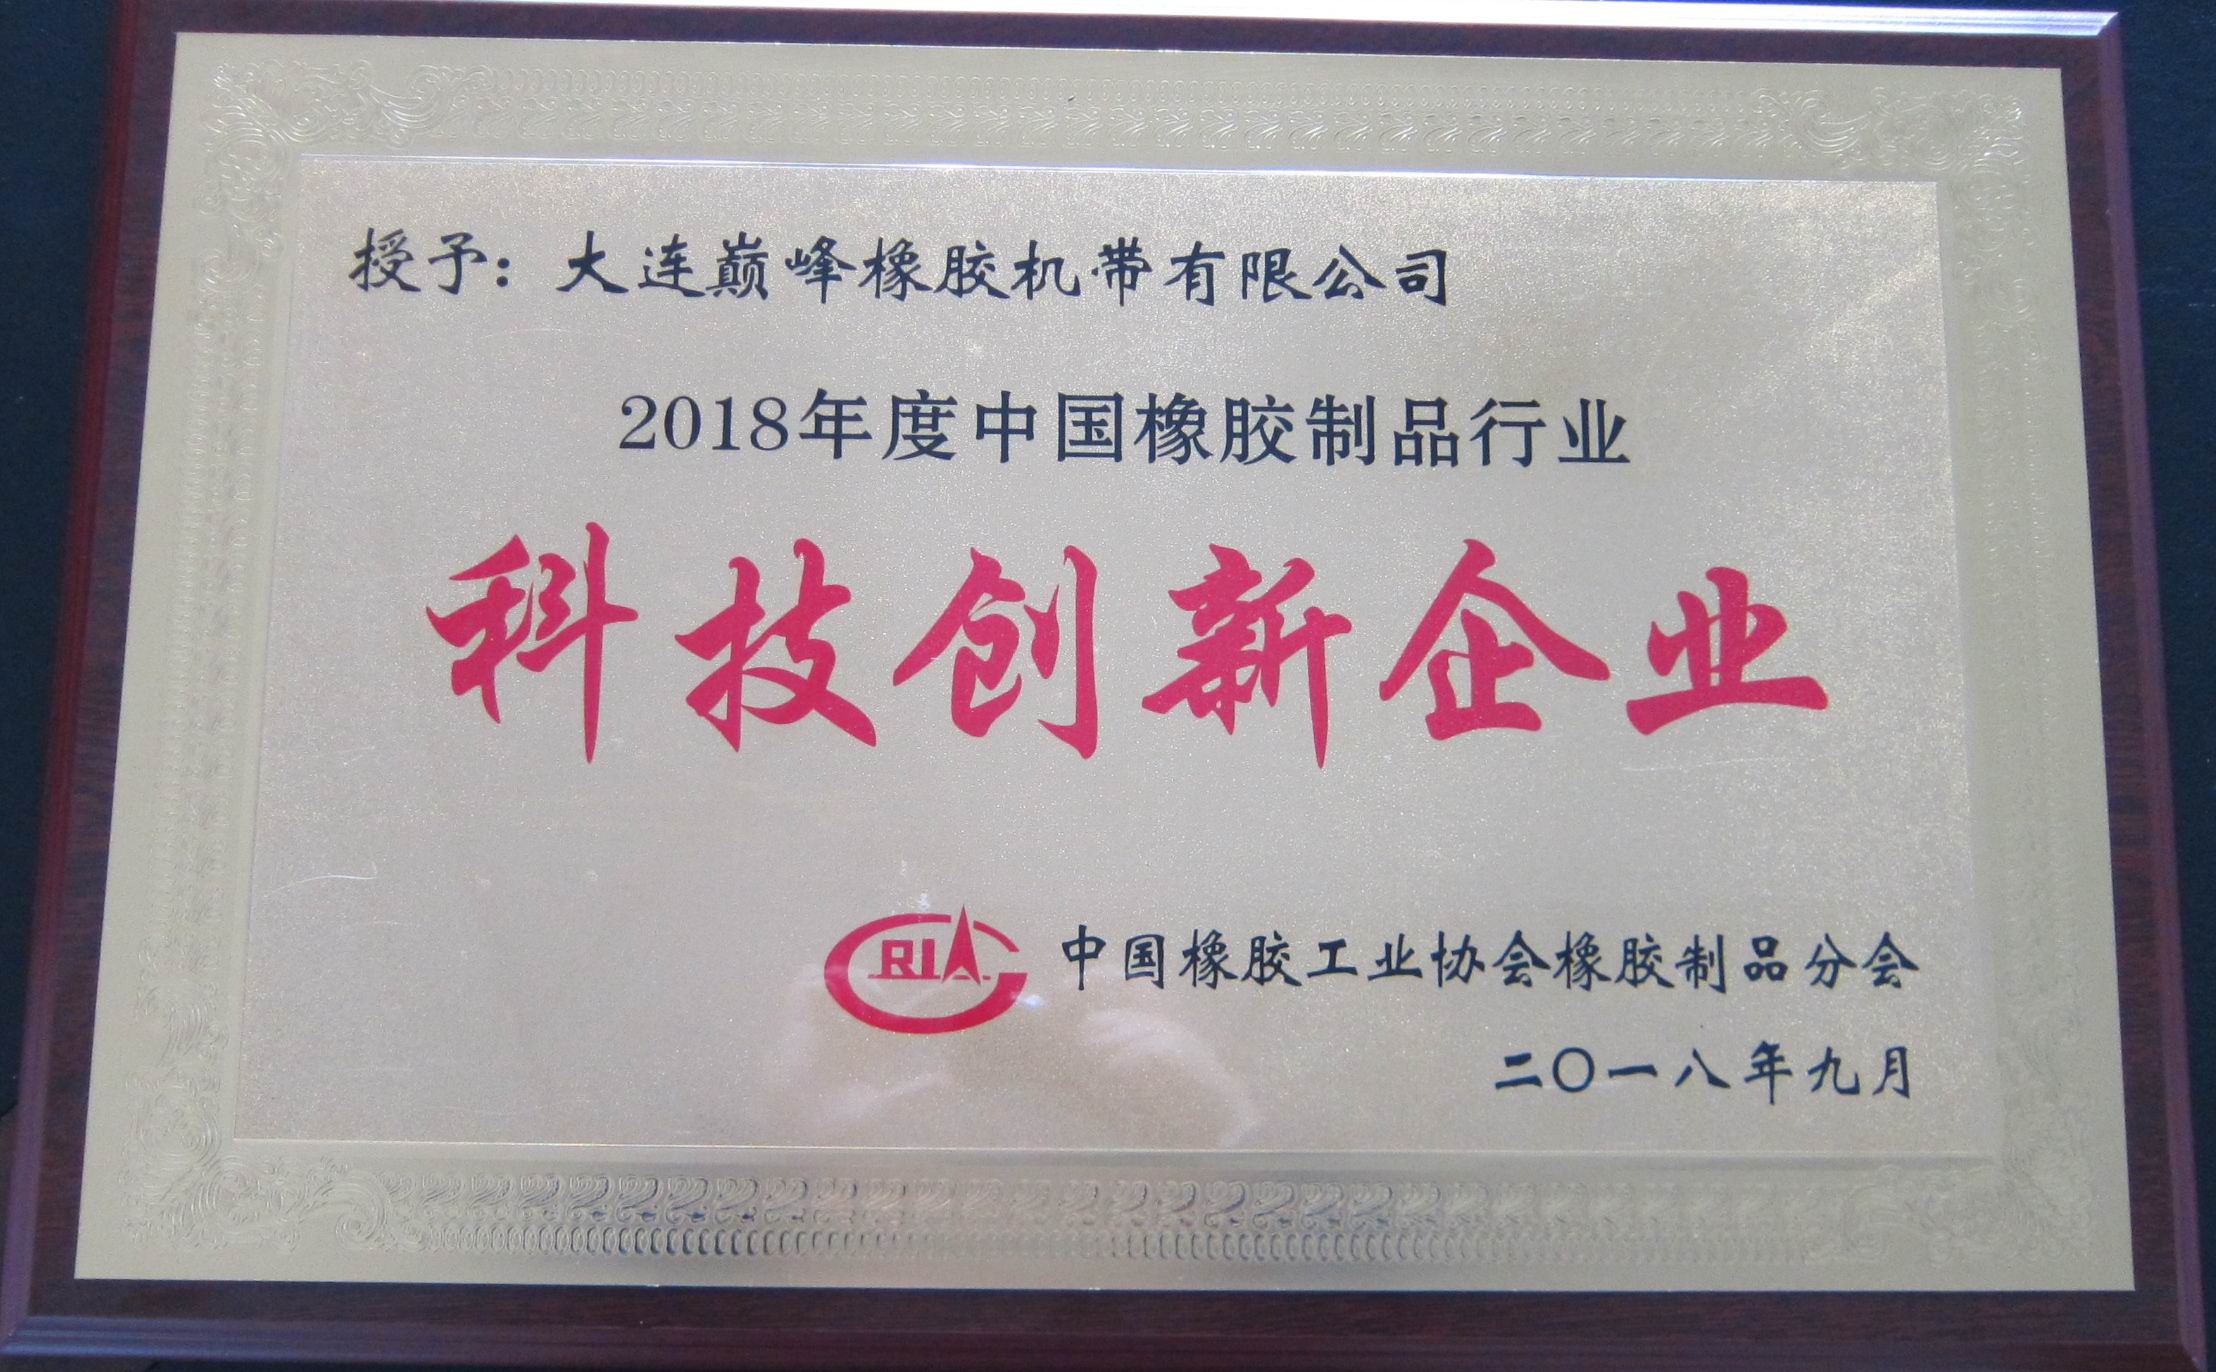 授予：大连巅峰橡胶机带有限公司
2018年度中国橡胶制品行业
科技创新企业
CRIA 中国橡胶工业协会橡胶制品分会
二〇一八年九月